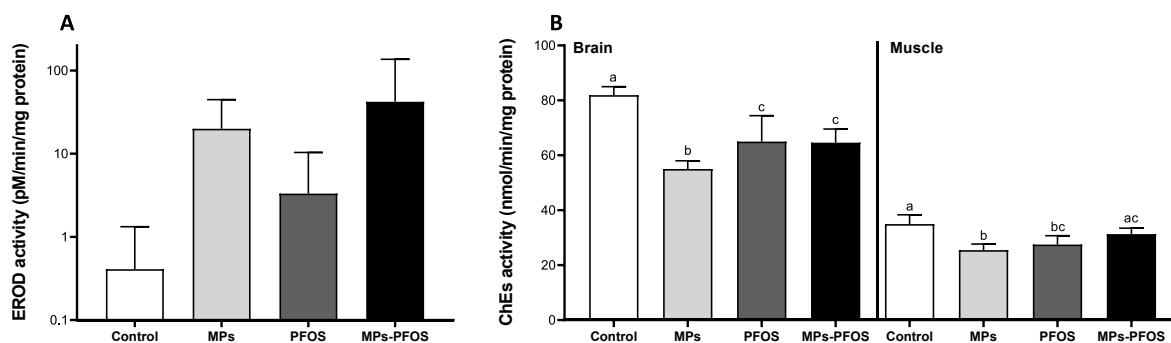 A
EROD activity (pM/min/mg protein)
100
10
1
0.1
Control MPs PFOS MPs-PFOS
B
ChEs activity (nmol/min/mg protein)
Brain Muscle
100
80
60
40
20
0
a b c c a b bc ac
Control MPs PFOS MPs-PFOS Control MPs PFOS MPs-PFOS